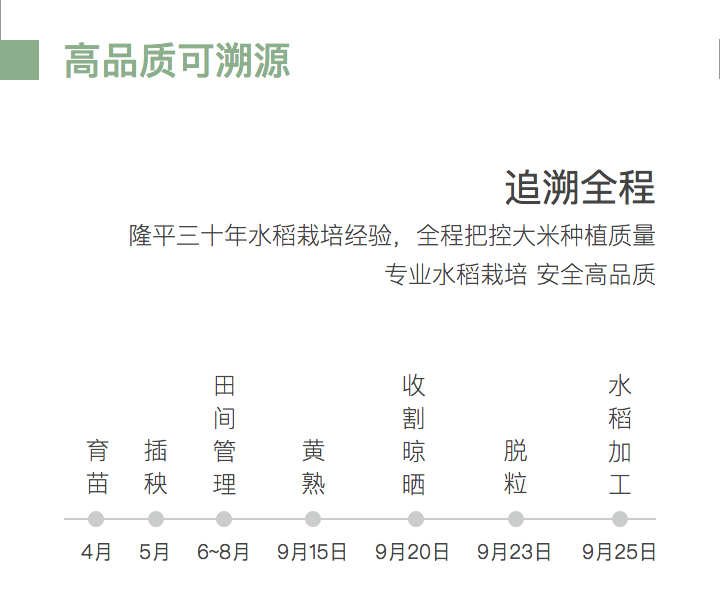 高品质可溯源
追溯全程
隆平三十年水稻栽培经验，全程把控大米种植质量
专业水稻栽培 安全高品质
育苗
插秧
田间管理
黄熟
收割晾晒
脱粒
水稻加工
4月 5月 6~8月 9月15日 9月20日 9月23日 9月25日